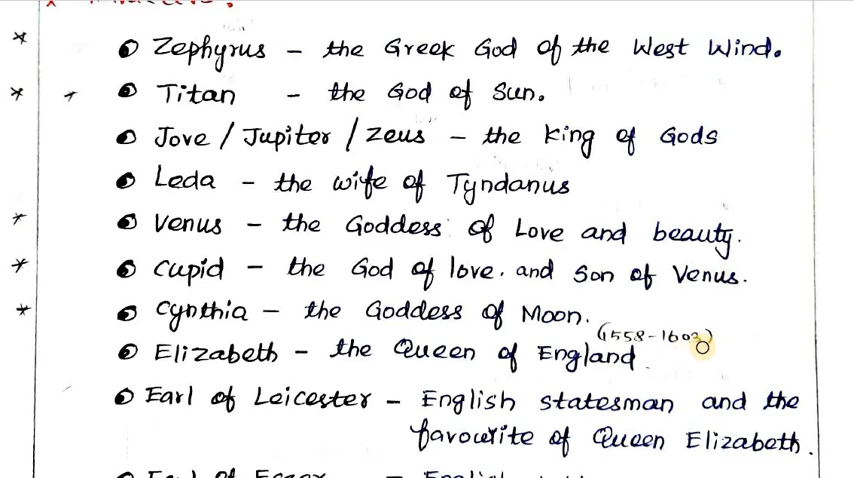 Zephyrus - the Greek God of the West Wind.
Titan - the God of Sun.
Jove / Jupiter / Zeus - the King of Gods
Leda - the wife of Tyndanus
Venus - the Goddess of Love and beauty.
Cupid - the God of love. and Son of Venus.
Cynthia - the Goddess of Moon.
(1558-1603)
Elizabeth - the Queen of England.
Earl of Leicester - English statesman and the
favourite of Queen Elizabeth.